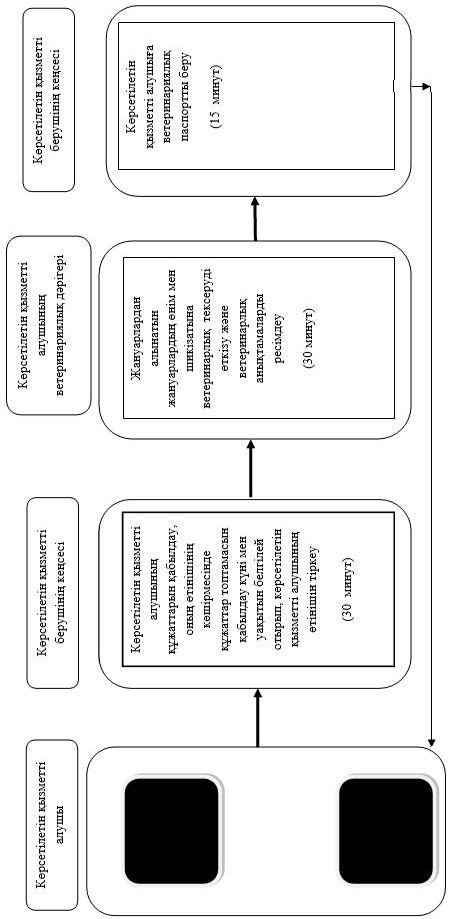 Көрсетілетін қызметті
алушы
Көрсетілетін қызметті
берушінің кеңсесі
Көрсетілетін қызметті
алушының
құжаттарын қабылдау,
оның өтінішінің
көшірмесінде
құжаттар топтамасын
қабылдау күні мен
уақытын белгілей
отырып, көрсетілетін
қызметті алушының
өтінішін тіркеу
(30 минут)
Көрсетілетін қызметті
алушының
ветеринариялық дәрігері
Жануарлардан
алынатын
жануарлардың өнім мен
шикізатына
ветеринарлық тексеруді
өткізу және
ветеринарлық
анықтамаларды
ресімдеу
(30 минут)
Көрсетілетін қызметті
берушінің кеңсесі
Көрсетілетін
қызметті алушыға
ветеринариялық
паспортты беру
(15 минут)